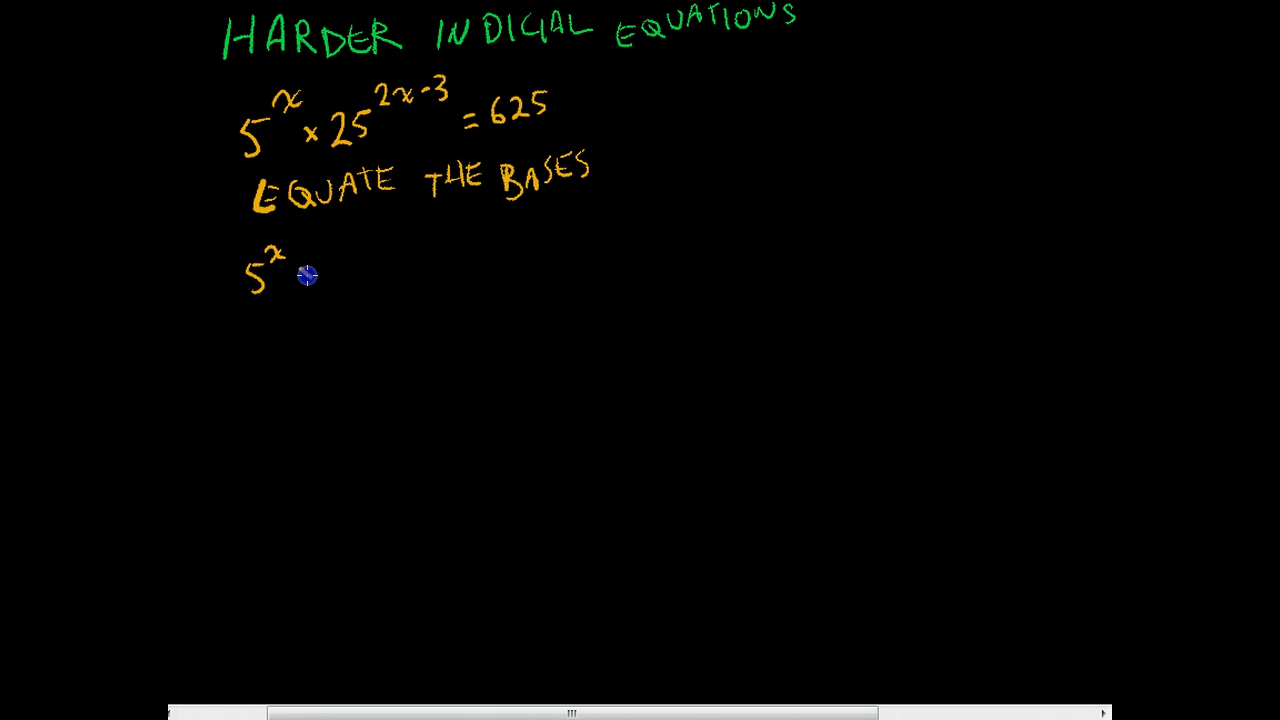 HARDER INDICIAL EQUATIONS
5^x × 25^(2x-3) = 625
EQUATE THE BASES
5^x